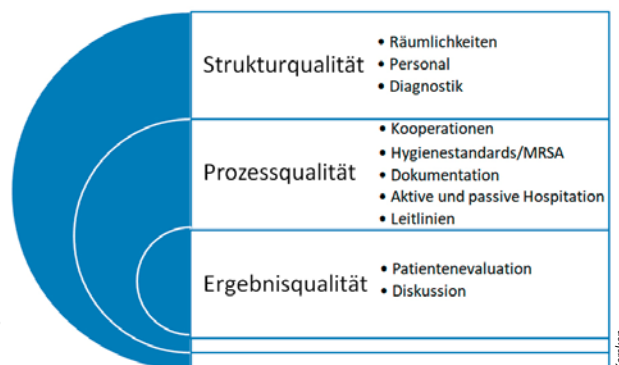 Strukturqualität
• Räumlichkeiten
• Personal
• Diagnostik
Prozessqualität
• Kooperationen
• Hygienestandards/MRSA
• Dokumentation
• Aktive und passive Hospitation
• Leitlinien
Ergebnisqualität
• Patientenevaluation
• Diskussion